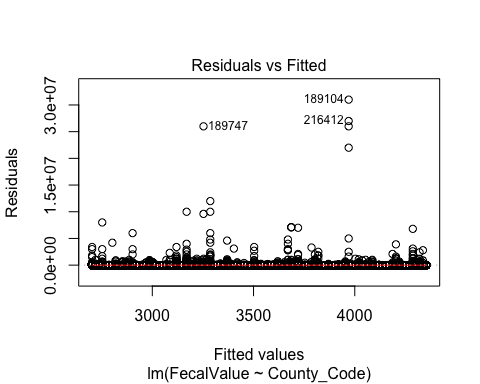 Residuals vs Fitted
3.0e+07
1.5e+07
0.0e+00
Residuals
189104
216412
189747
3000 3500 4000
Fitted values
lm(FecalValue ~ County_Code)